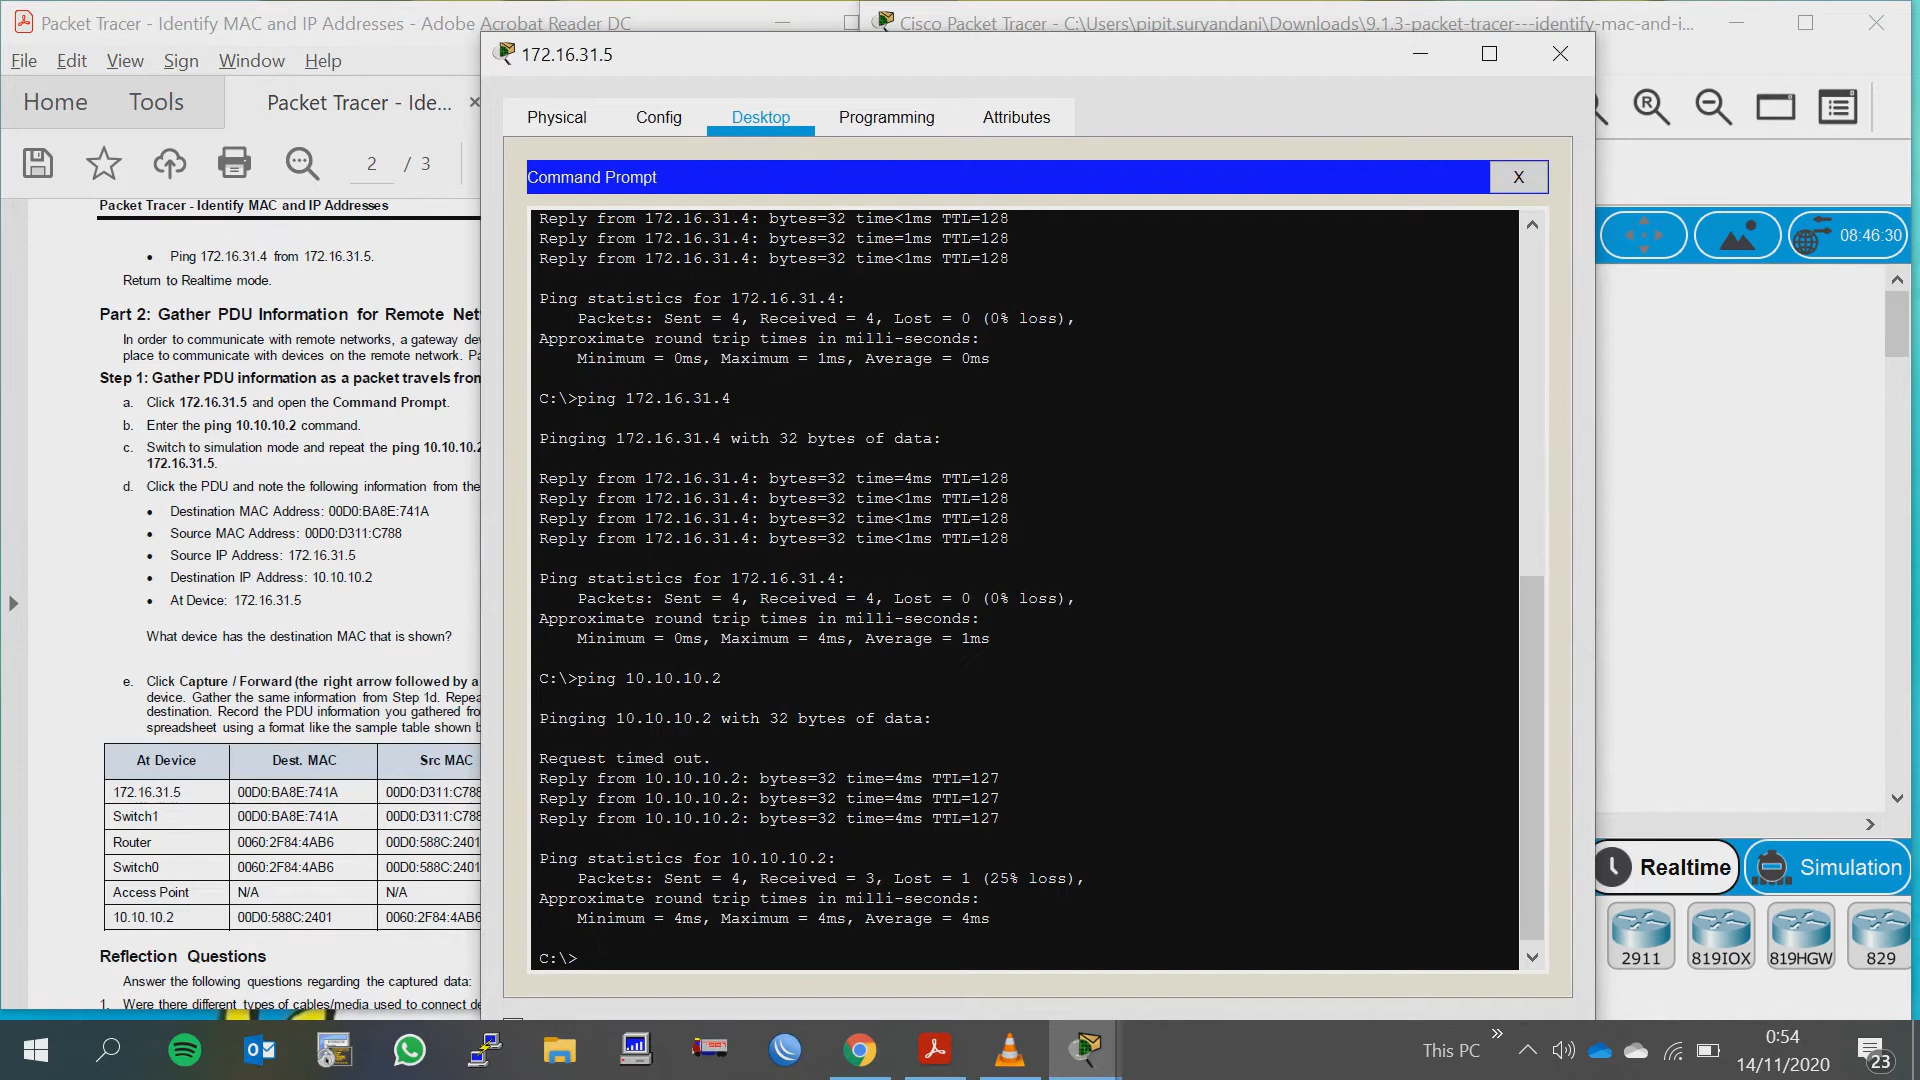 Packet Tracer - Identify MAC and IP Addresses - Adobe Acrobat Reader DC
Cisco Packet Tracer - C:\Users\pipit.suryandani\Downloads\9.1.3-packet-tracer---identify-mac-and-i...
File Edit View Sign Window Help
Home Tools Packet Tracer - Ide... ×
2 / 3
Packet Tracer - Identify MAC and IP Addresses
• Ping 172.16.31.4 from 172.16.31.5.
Return to Realtime mode.
Part 2: Gather PDU Information for Remote Net
In order to communicate with remote networks, a gateway dev
place to communicate with devices on the remote network. Pa
Step 1: Gather PDU information as a packet travels from
a. Click 172.16.31.5 and open the Command Prompt.
b. Enter the ping 10.10.10.2 command.
c. Switch to simulation mode and repeat the ping 10.10.10.2
172.16.31.5.
d. Click the PDU and note the following information from the
• Destination MAC Address: 00D0:BA8E:741A
• Source MAC Address: 00D0:D311:C788
• Source IP Address: 172.16.31.5
• Destination IP Address: 10.10.10.2
• At Device: 172.16.31.5
What device has the destination MAC that is shown?
e. Click Capture / Forward (the right arrow followed by a
device. Gather the same information from Step 1d. Repea
destination. Record the PDU information you gathered fro
spreadsheet using a format like the sample table shown b
At Device Dest. MAC Src MAC
172.16.31.5 00D0:BA8E:741A 00D0:D311:C788
Switch1 00D0:BA8E:741A 00D0:D311:C788
Router 0060:2F84:4AB6 00D0:588C:2401
Switch0 0060:2F84:4AB6 00D0:588C:2401
Access Point N/A N/A
10.10.10.2 00D0:588C:2401 0060:2F84:4AB6
Reflection Questions
Answer the following questions regarding the captured data:
1. Were there different types of cables/media used to connect de
172.16.31.5
Physical Config Desktop Programming Attributes
Command Prompt X
Reply from 172.16.31.4: bytes=32 time<1ms TTL=128
Reply from 172.16.31.4: bytes=32 time=1ms TTL=128
Reply from 172.16.31.4: bytes=32 time<1ms TTL=128
Ping statistics for 172.16.31.4:
Packets: Sent = 4, Received = 4, Lost = 0 (0% loss),
Approximate round trip times in milli-seconds:
Minimum = 0ms, Maximum = 1ms, Average = 0ms
C:\>ping 172.16.31.4
Pinging 172.16.31.4 with 32 bytes of data:
Reply from 172.16.31.4: bytes=32 time=4ms TTL=128
Reply from 172.16.31.4: bytes=32 time<1ms TTL=128
Reply from 172.16.31.4: bytes=32 time<1ms TTL=128
Reply from 172.16.31.4: bytes=32 time<1ms TTL=128
Ping statistics for 172.16.31.4:
Packets: Sent = 4, Received = 4, Lost = 0 (0% loss),
Approximate round trip times in milli-seconds:
Minimum = 0ms, Maximum = 4ms, Average = 1ms
C:\>ping 10.10.10.2
Pinging 10.10.10.2 with 32 bytes of data:
Request timed out.
Reply from 10.10.10.2: bytes=32 time=4ms TTL=127
Reply from 10.10.10.2: bytes=32 time=4ms TTL=127
Reply from 10.10.10.2: bytes=32 time=4ms TTL=127
Ping statistics for 10.10.10.2:
Packets: Sent = 4, Received = 3, Lost = 1 (25% loss),
Approximate round trip times in milli-seconds:
Minimum = 4ms, Maximum = 4ms, Average = 4ms
C:\>
R
08:46:30
Realtime Simulation
2911 819IOX 819HGW 829
This PC »
0:54
14/11/2020
23